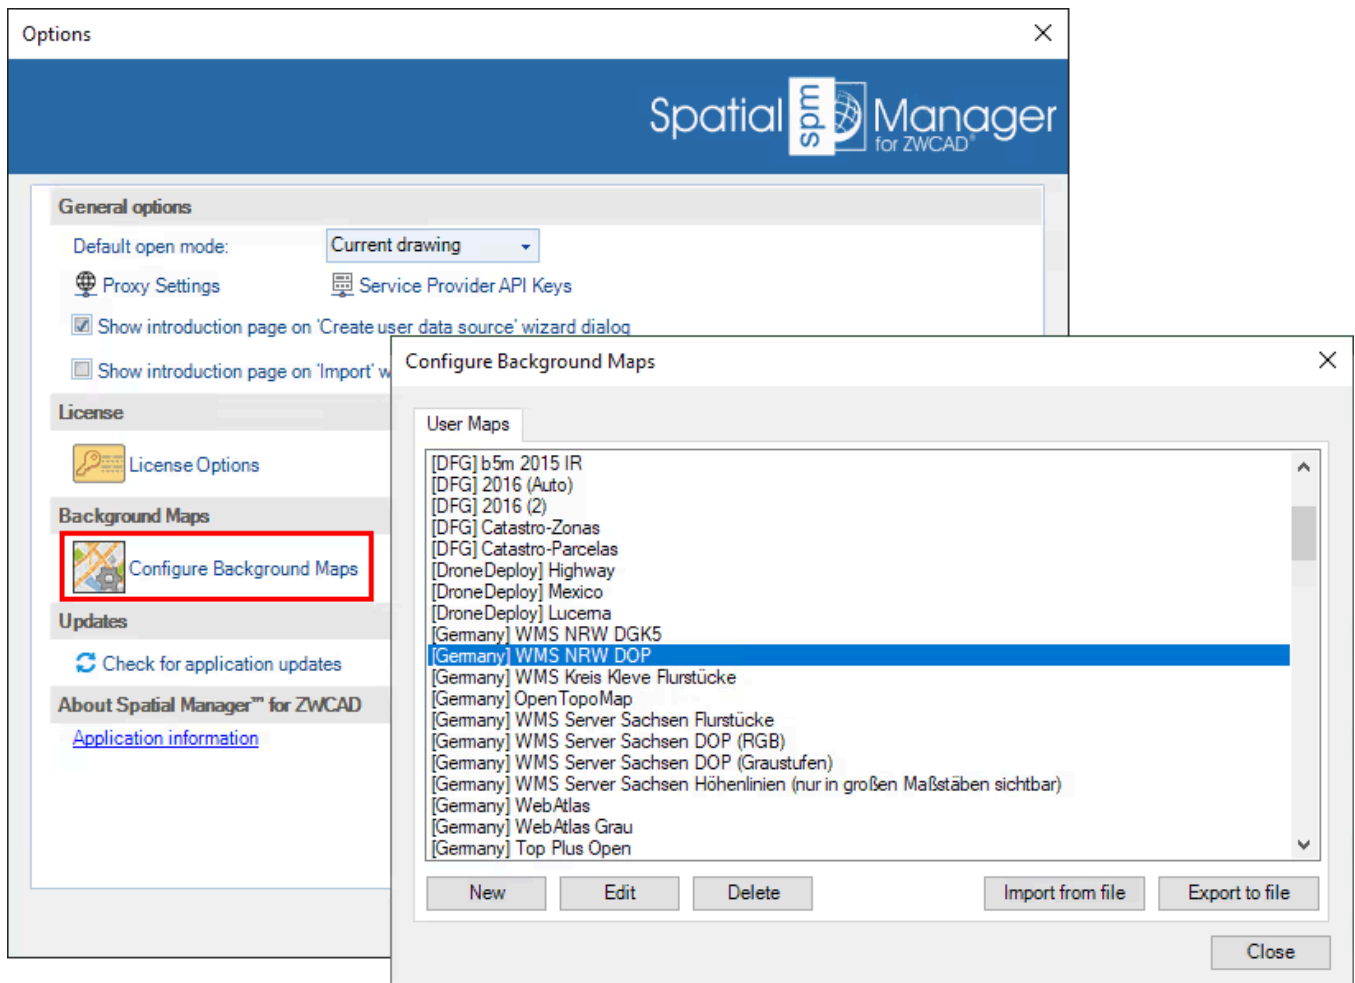 Options
Spatial spm Manager
for ZWCAD®
General options
Default open mode: Current drawing
Proxy Settings Service Provider API Keys
Show introduction page on 'Create user data source' wizard dialog
Show introduction page on 'Import' w
License
License Options
Background Maps
Configure Background Maps
Updates
Check for application updates
About Spatial Manager™ for ZWCAD
Application information
Configure Background Maps
User Maps
[DFG] b5m 2015 IR
[DFG] 2016 (Auto)
[DFG] 2016 (2)
[DFG] Catastro-Zonas
[DFG] Catastro-Parcelas
[DroneDeploy] Highway
[DroneDeploy] Mexico
[DroneDeploy] Lucerna
[Germany] WMS NRW DGK5
[Germany] WMS NRW DOP
[Germany] WMS Kreis Kleve Flurstücke
[Germany] OpenTopoMap
[Germany] WMS Server Sachsen Flurstücke
[Germany] WMS Server Sachsen DOP (RGB)
[Germany] WMS Server Sachsen DOP (Graustufen)
[Germany] WMS Server Sachsen Höhenlinien (nur in großen Maßstäben sichtbar)
[Germany] WebAtlas
[Germany] WebAtlas Grau
[Germany] Top Plus Open
New Edit Delete Import from file Export to file
Close